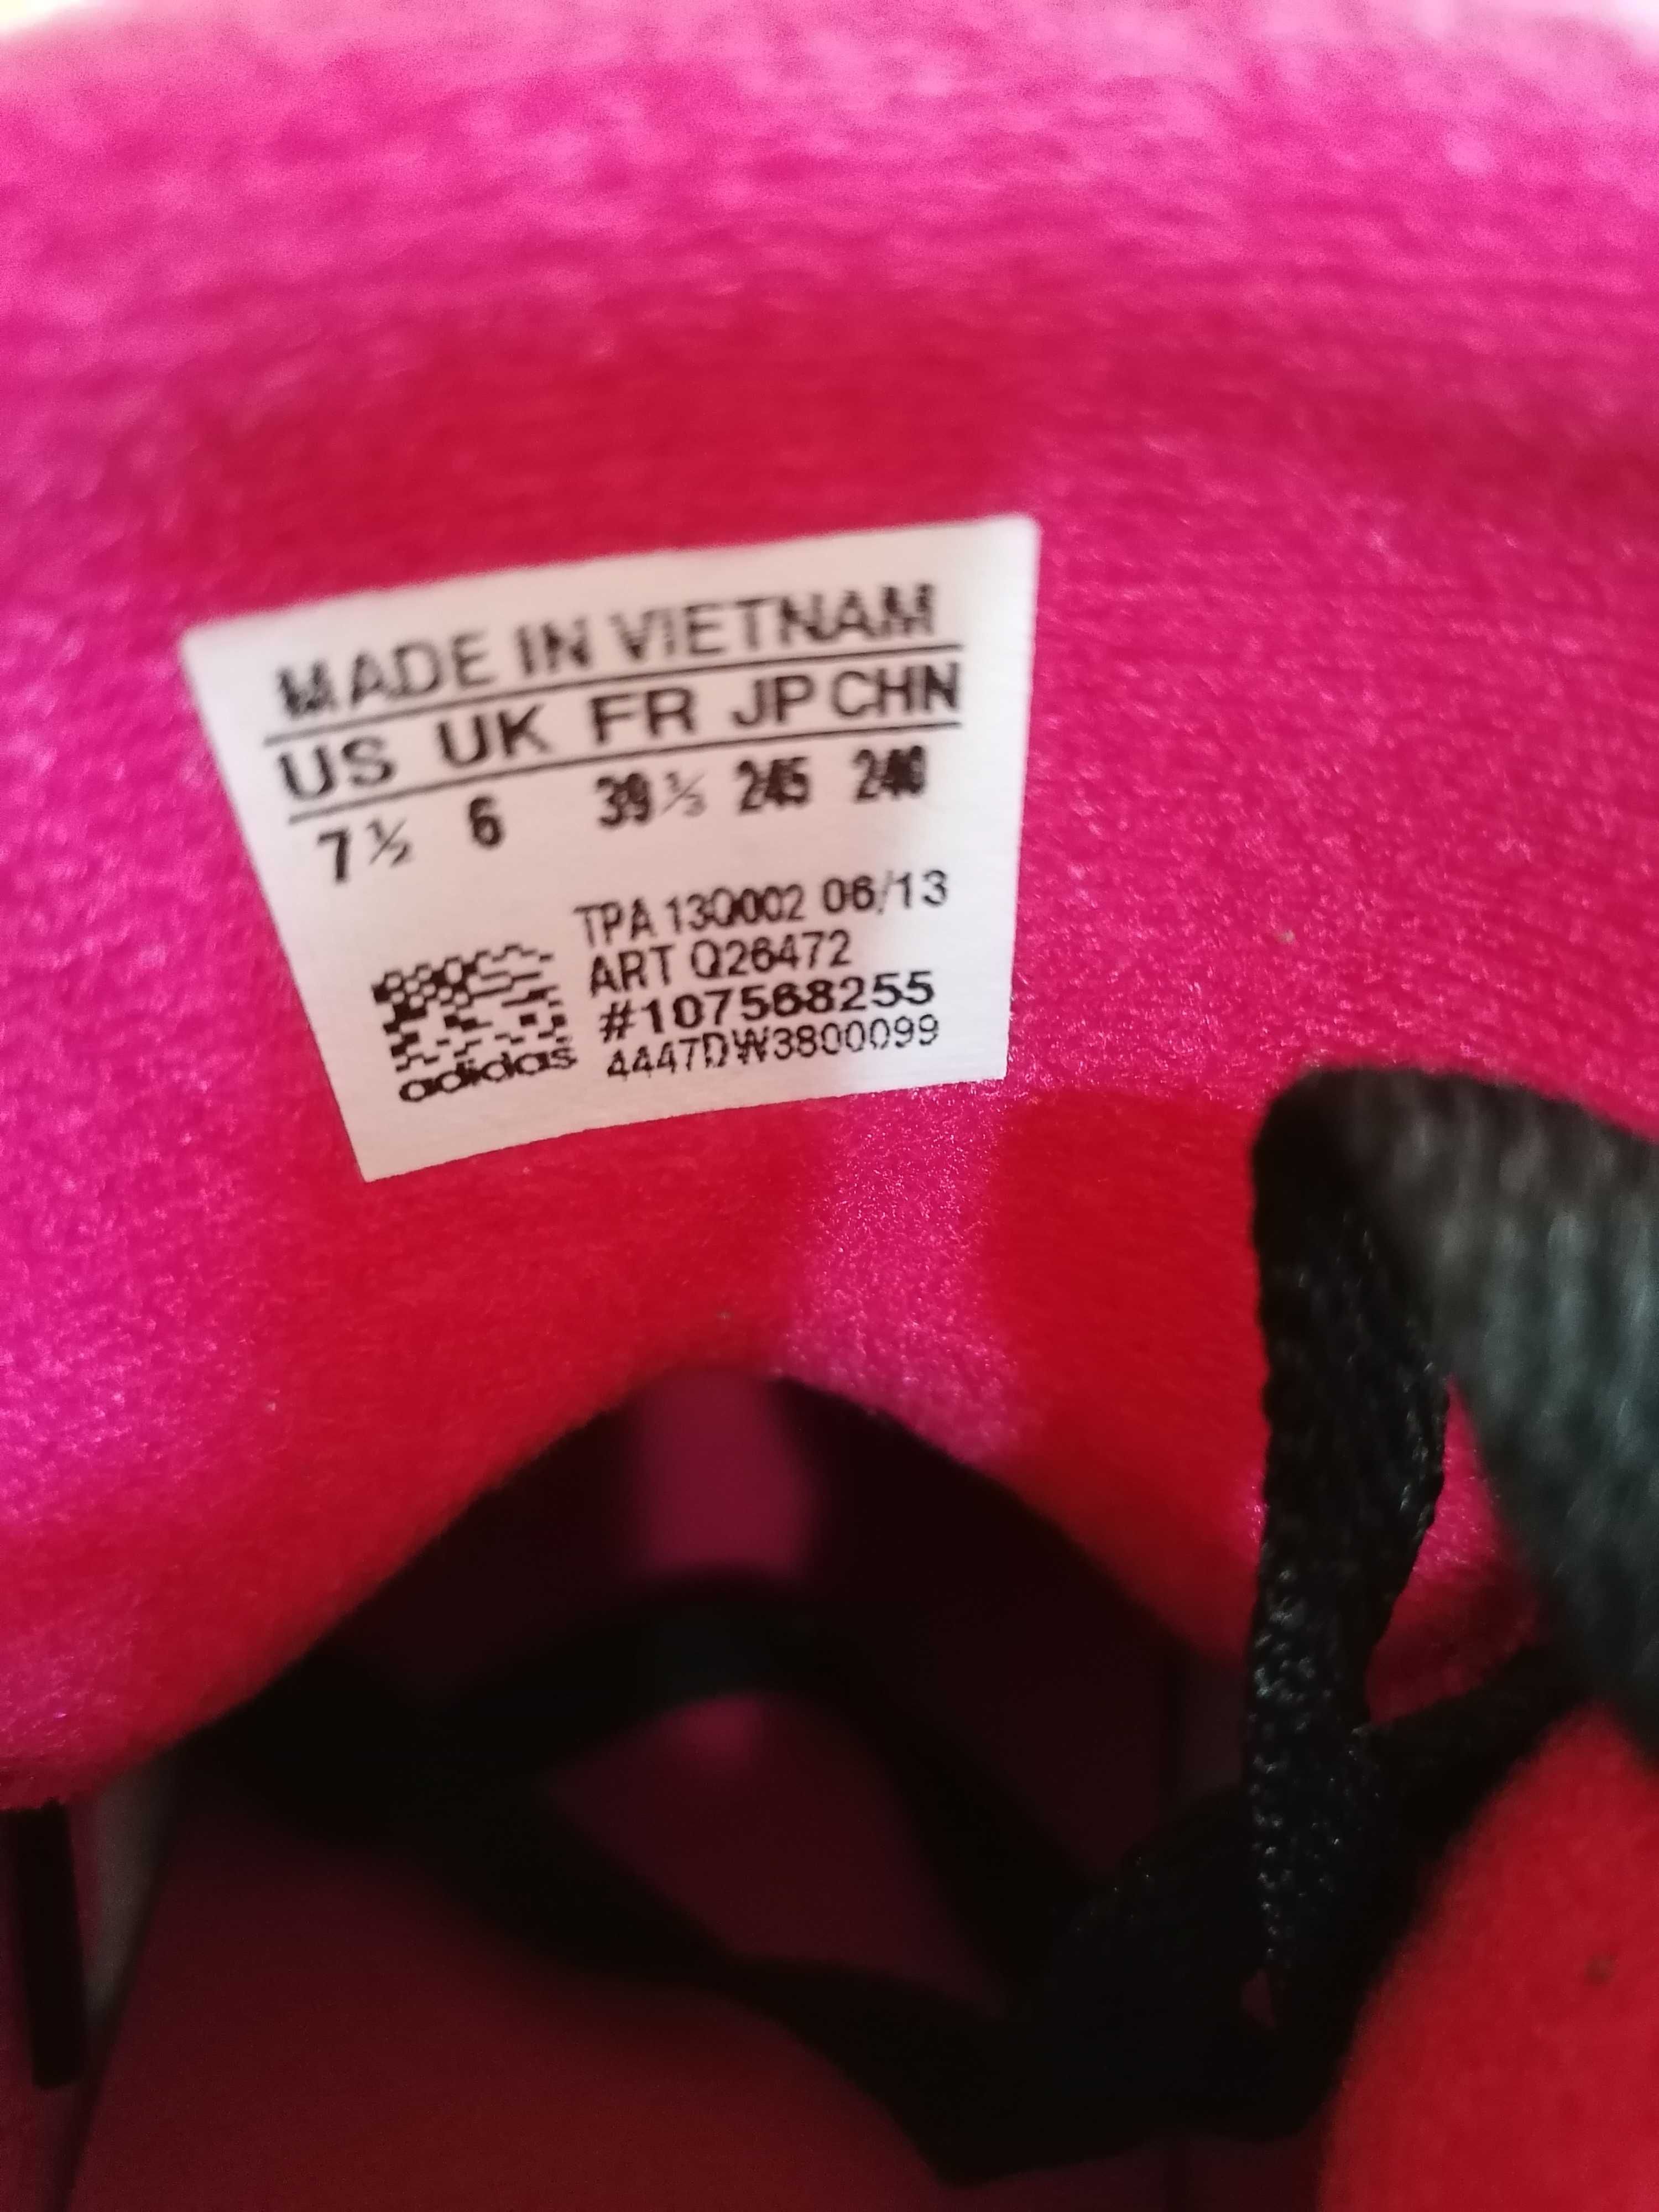 MADE IN VIETNAM
US UK FR JP CHN
7½ 6 39⅓ 245 240
TPA 13Q002 06/13
ART Q26472
#107568255
4447DW3800099
adidas